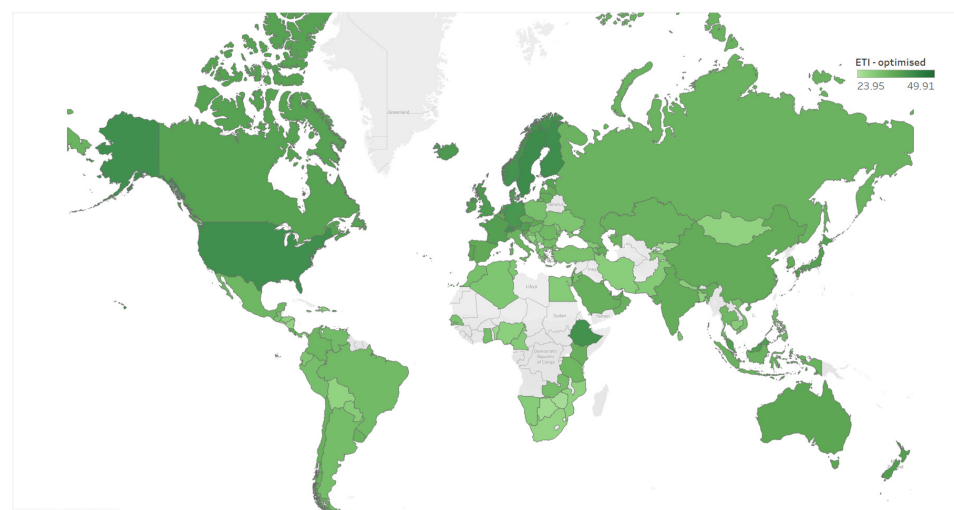 ETI - optimised
23.95 49.91
Greenland
Libya
Sudan
Democratic
Republic
of Congo